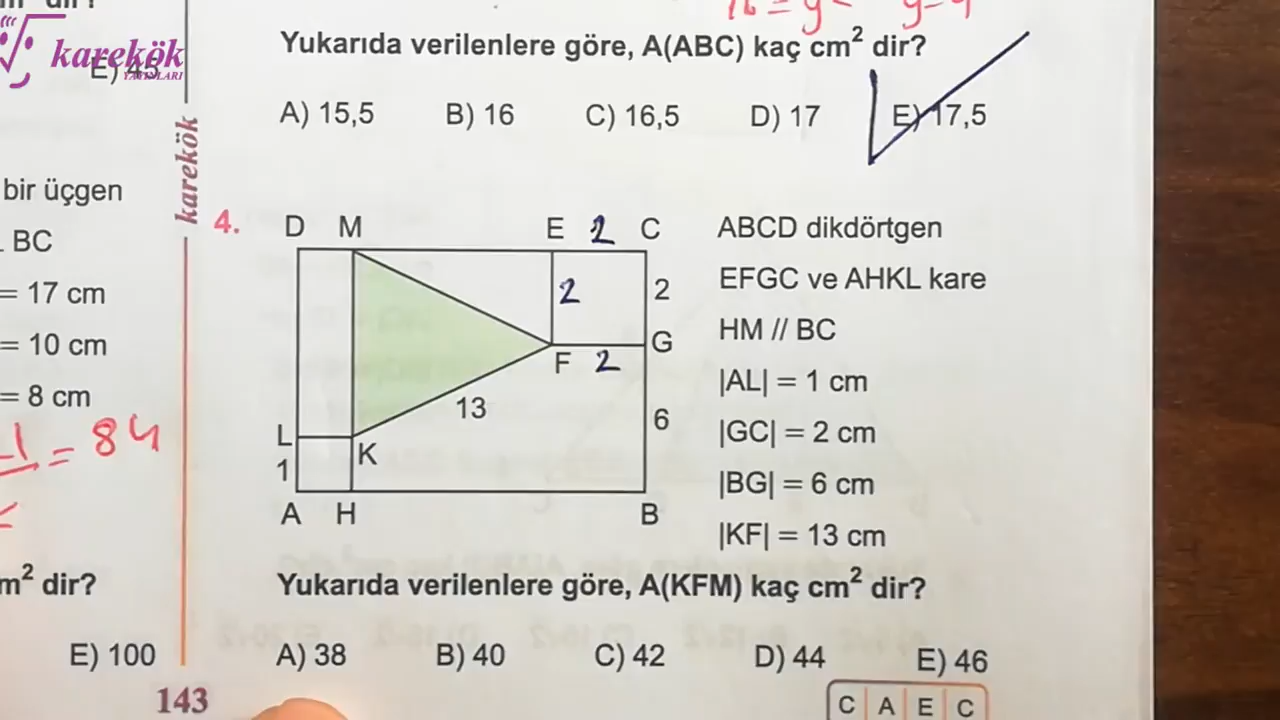 karekök
YAYINLARI
E) 45
karekök
bir üçgen
BC
= 17 cm
= 10 cm
= 8 cm
= 84
m² dir?
E) 100
143
16 = y
Yukarıda verilenlere göre, A(ABC) kaç cm² dir?
A) 15,5 B) 16 C) 16,5 D) 17 E) 17,5
4.
D M E 2 C
2 2
G
F 2
13
6
L K
1
A H B
ABCD dikdörtgen
EFGC ve AHKL kare
HM // BC
|AL| = 1 cm
|GC| = 2 cm
|BG| = 6 cm
|KF| = 13 cm
Yukarıda verilenlere göre, A(KFM) kaç cm² dir?
A) 38 B) 40 C) 42 D) 44 E) 46
C A E C